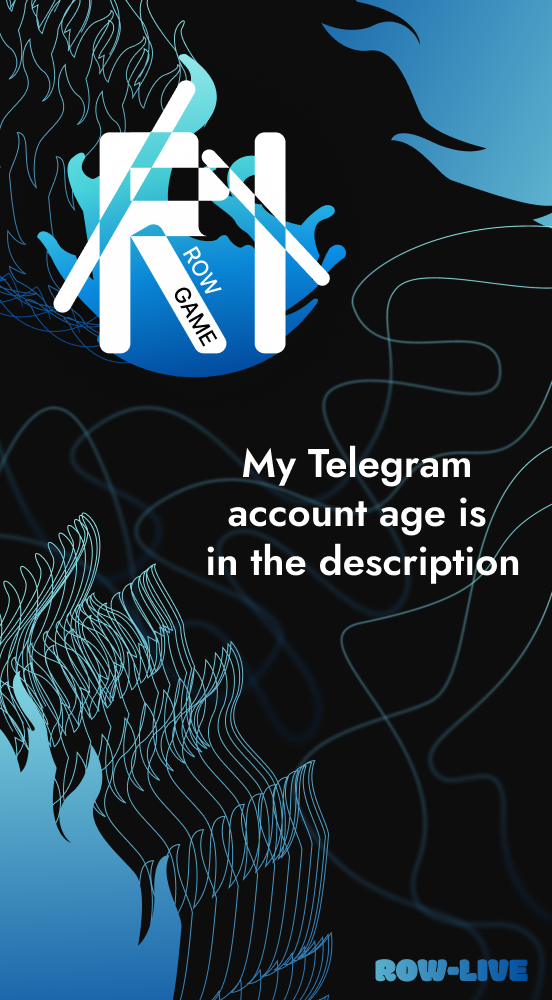 ROW
GAME
My Telegram
account age is
in the description
ROW-LIVE